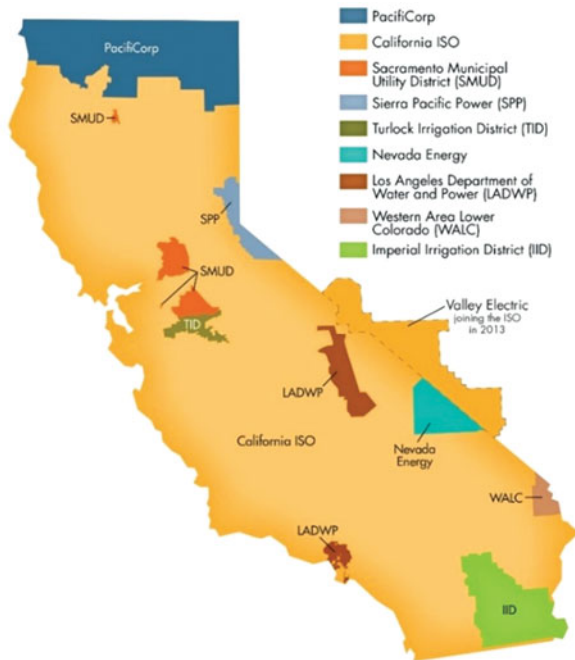 PacifiCorp
California ISO
Sacramento Municipal
Utility District (SMUD)
Sierra Pacific Power (SPP)
Turlock Irrigation District (TID)
Nevada Energy
Los Angeles Department of
Water and Power (LADWP)
Western Area Lower
Colorado (WALC)
Imperial Irrigation District (IID)
PacifiCorp
SMUD
SPP
SMUD
TID
Valley Electric
joining the ISO
in 2013
LADWP
California ISO
Nevada
Energy
WALC
LADWP
IID